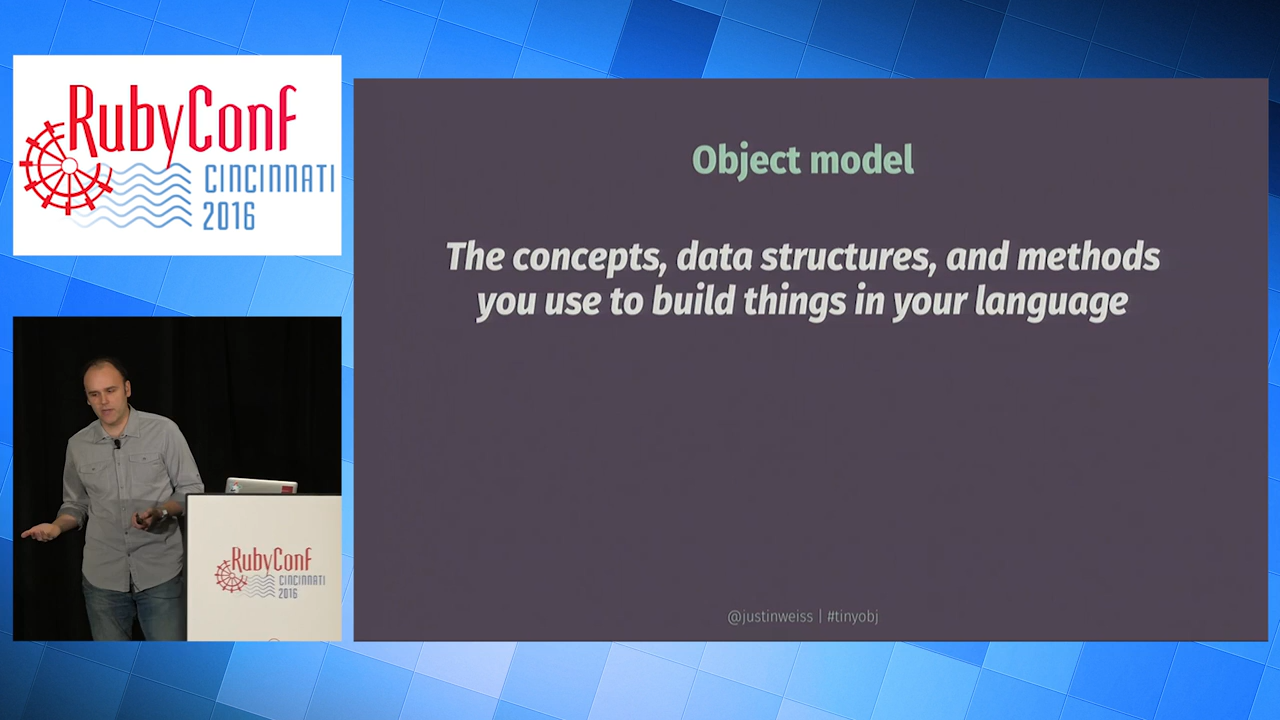 RubyConf
CINCINNATI
2016
Object model
The concepts, data structures, and methods
you use to build things in your language
RubyConf
CINCINNATI
2016
@justinweiss | #tinyobj